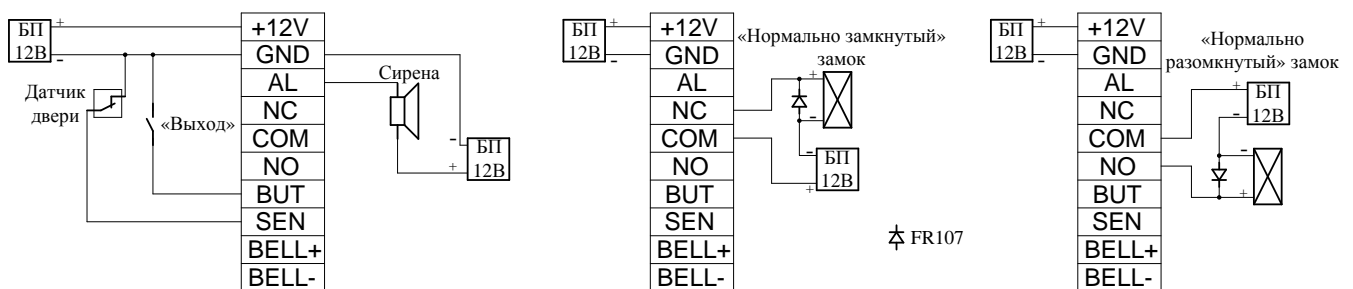 БП
12В
+
-
+12V
GND
AL
NC
COM
NO
BUT
SEN
BELL+
BELL-
Датчик
двери
«Выход»
Сирена
-
+
БП
12В
БП
12В
+
-
+12V
GND
AL
NC
COM
NO
BUT
SEN
BELL+
BELL-
«Нормально замкнутый»
замок
+
-
-
+
БП
12В
FR107
БП
12В
+
-
+12V
GND
AL
NC
COM
NO
BUT
SEN
BELL+
BELL-
«Нормально
разомкнутый» замок
+
-
БП
12В
-
+